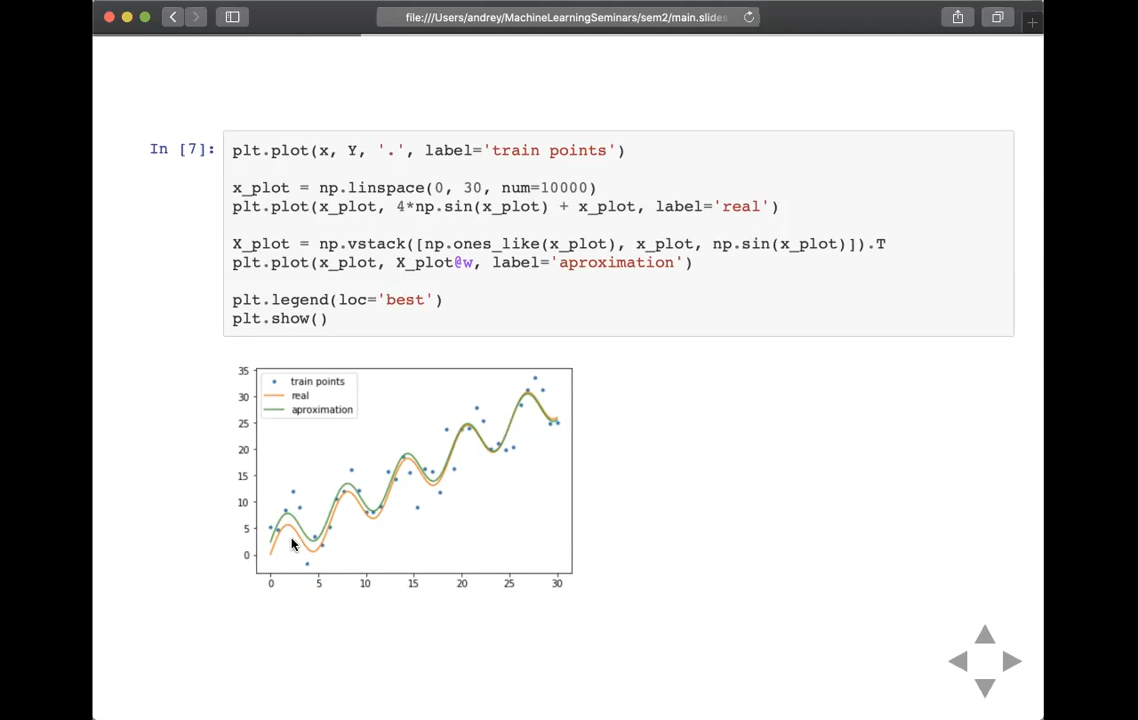 file:///Users/andrey/MachineLearningSeminars/sem2/main.slides
In [7]:
plt.plot(x, Y, '.', label='train points')
x_plot = np.linspace(0, 30, num=10000)
plt.plot(x_plot, 4*np.sin(x_plot) + x_plot, label='real')
X_plot = np.vstack([np.ones_like(x_plot), x_plot, np.sin(x_plot)]).T
plt.plot(x_plot, X_plot@w, label='aproximation')
plt.legend(loc='best')
plt.show()
35
30
25
20
15
10
5
0
train points
real
aproximation
0 5 10 15 20 25 30